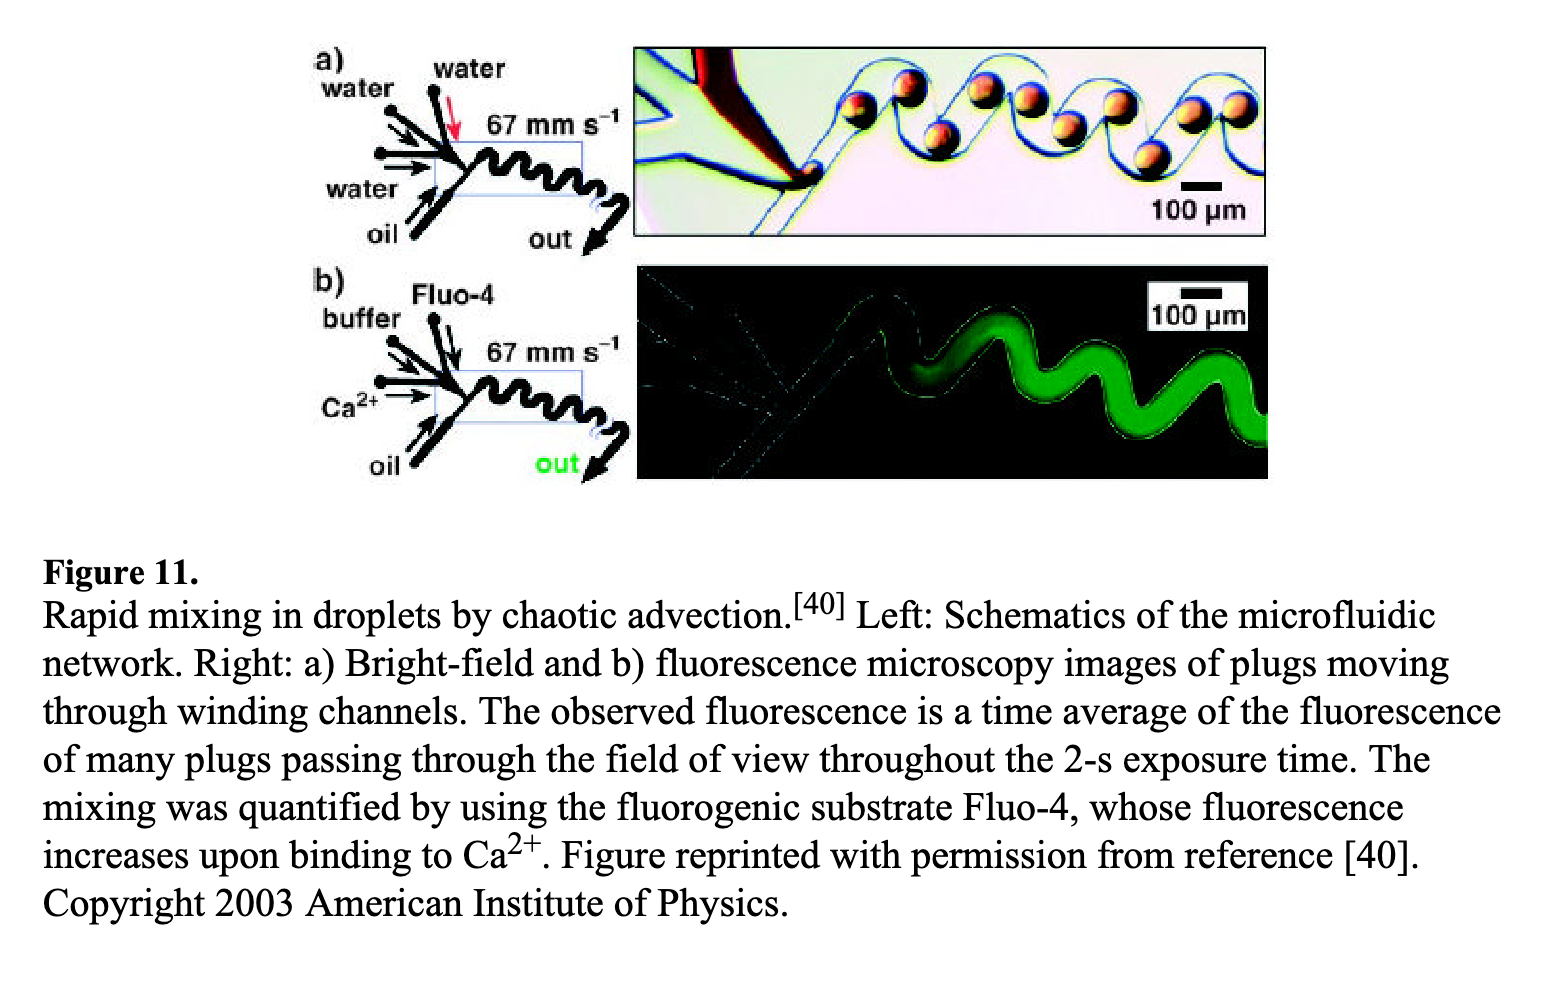 a)
water
water
67 mm s⁻¹
water
oil
out
100 µm
b)
Fluo-4
buffer
67 mm s⁻¹
Ca²⁺
oil
out
100 µm
Figure 11.
Rapid mixing in droplets by chaotic advection.[40] Left: Schematics of the microfluidic
network. Right: a) Bright-field and b) fluorescence microscopy images of plugs moving
through winding channels. The observed fluorescence is a time average of the fluorescence
of many plugs passing through the field of view throughout the 2-s exposure time. The
mixing was quantified by using the fluorogenic substrate Fluo-4, whose fluorescence
increases upon binding to Ca²⁺. Figure reprinted with permission from reference [40].
Copyright 2003 American Institute of Physics.